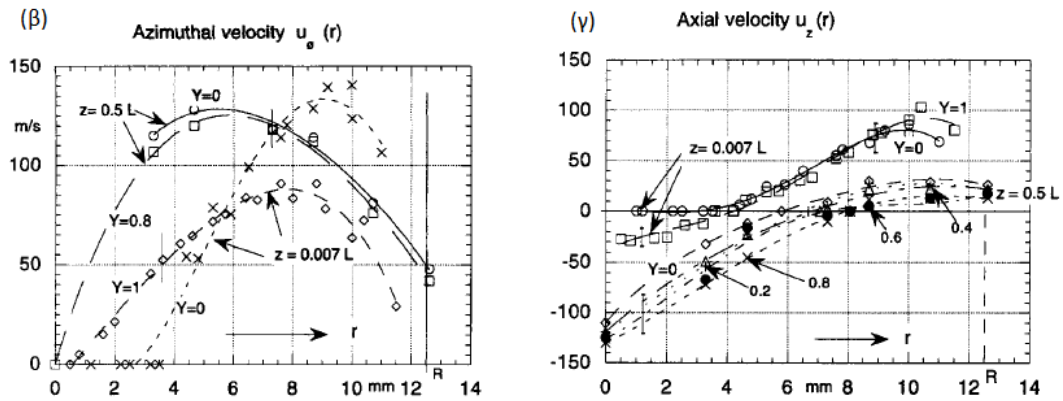 (β)
Azimuthal velocity u_ø (r)
150
m/s
100
50
0
z= 0.5 L
Y=0
Y=0.8
Y=1
Y=0
z = 0.007 L
r
R
0 2 4 6 8 10 mm 12 14
(γ)
Axial velocity u_z(r)
150
100
50
0
-50
-100
-150
z = 0.007 L
Y=1
Y=0
z= 0.5 L
0.4
0.6
Y=0
0.2
0.8
r
0 2 4 6 8 10 mm 12 R 14